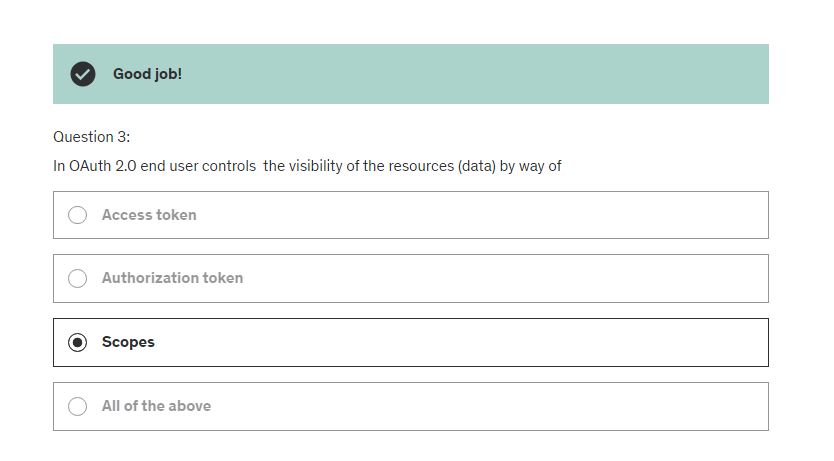 Good job!
Question 3:
In OAuth 2.0 end user controls  the visibility of the resources (data) by way of
Access token
Authorization token
Scopes
All of the above